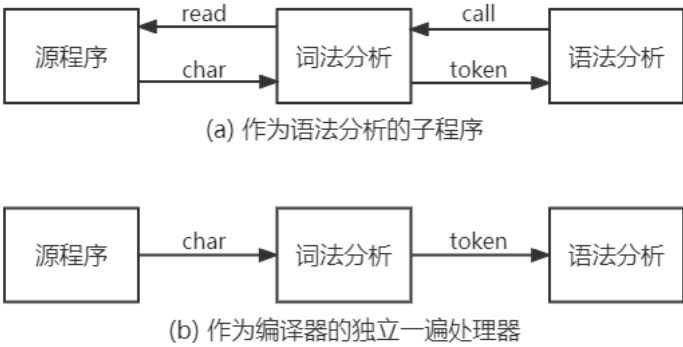 read call
源程序 词法分析 语法分析
char token
(a) 作为语法分析的子程序
char token
源程序 词法分析 语法分析
(b) 作为编译器的独立一遍处理器